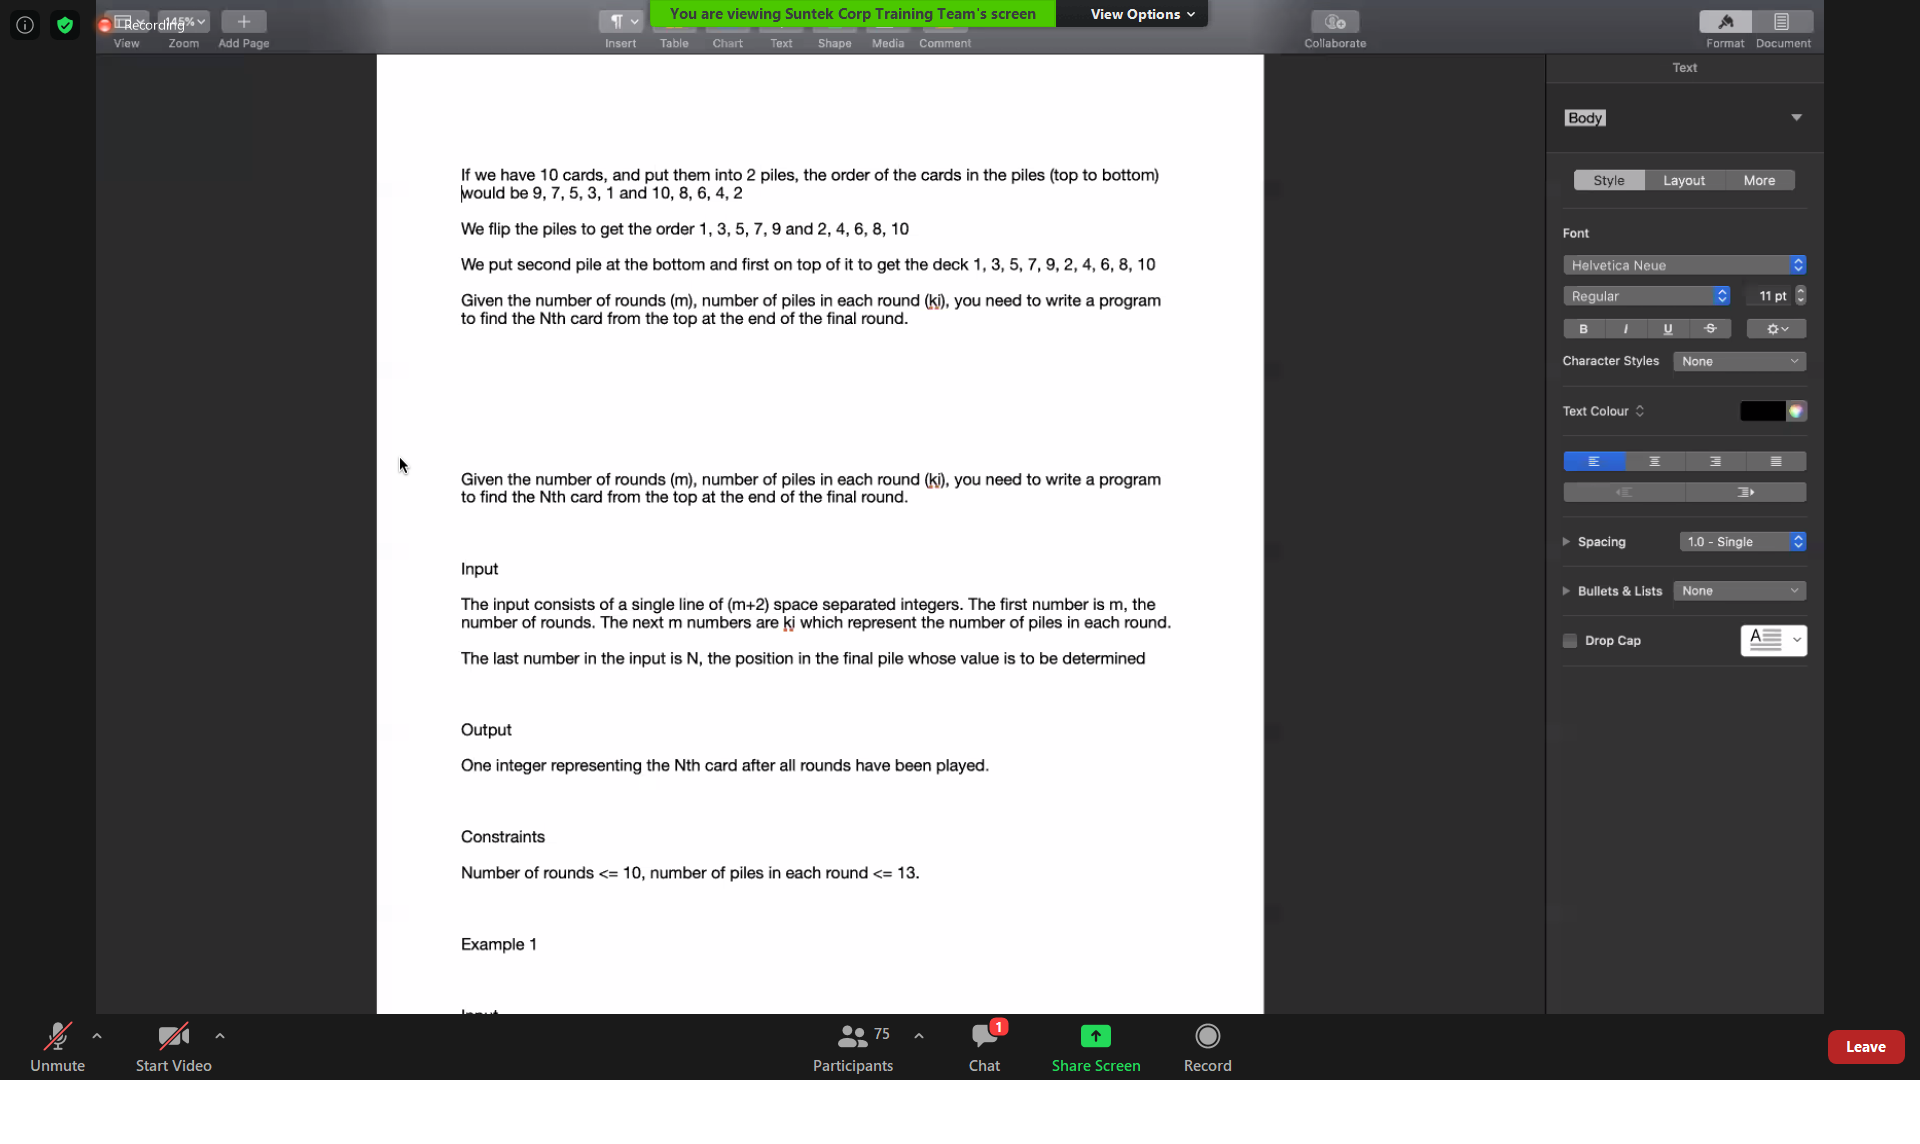 Recording
145%
View
Zoom
Add Page
Insert
Table
Chart
Text
Shape
Media
Comment
You are viewing Suntek Corp Training Team's screen
View Options
Collaborate
Format
Document
Text
If we have 10 cards, and put them into 2 piles, the order of the cards in the piles (top to bottom)
would be 9, 7, 5, 3, 1 and 10, 8, 6, 4, 2
We flip the piles to get the order 1, 3, 5, 7, 9 and 2, 4, 6, 8, 10
We put second pile at the bottom and first on top of it to get the deck 1, 3, 5, 7, 9, 2, 4, 6, 8, 10
Given the number of rounds (m), number of piles in each round (ki), you need to write a program
to find the Nth card from the top at the end of the final round.
Given the number of rounds (m), number of piles in each round (ki), you need to write a program
to find the Nth card from the top at the end of the final round.
Input
The input consists of a single line of (m+2) space separated integers. The first number is m, the
number of rounds. The next m numbers are ki which represent the number of piles in each round.
The last number in the input is N, the position in the final pile whose value is to be determined
Output
One integer representing the Nth card after all rounds have been played.
Constraints
Number of rounds <= 10, number of piles in each round <= 13.
Example 1
Input
Body
Style
Layout
More
Font
Helvetica Neue
Regular
11 pt
B I U S
Character Styles
None
Text Colour
Spacing
1.0 - Single
Bullets & Lists
None
Drop Cap
A
Unmute
Start Video
75
Participants
1
Chat
Share Screen
Record
Leave